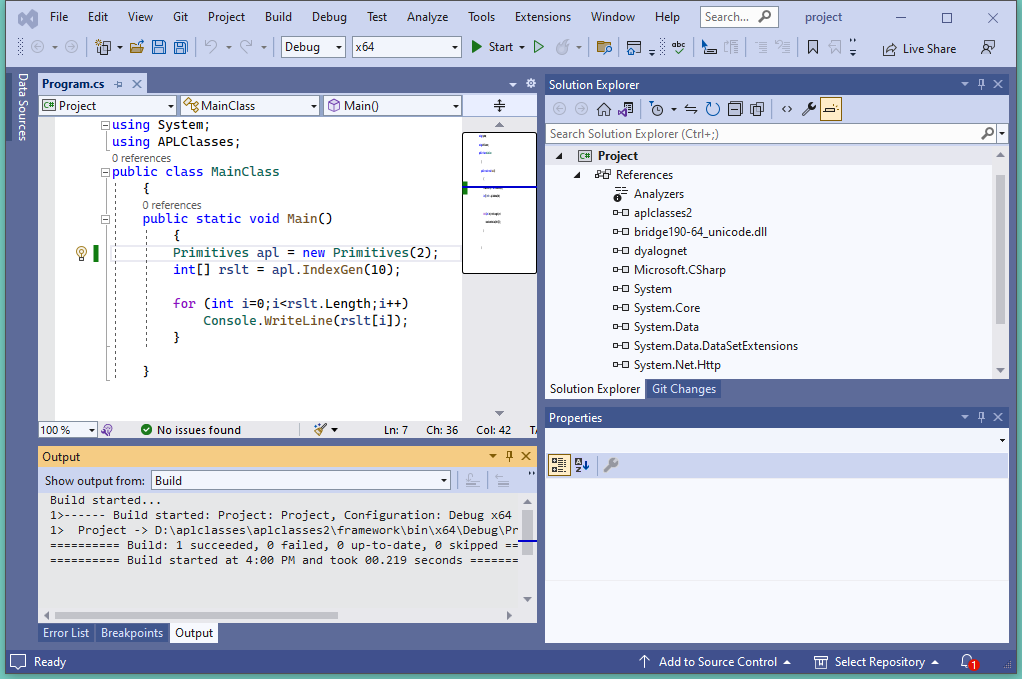 File Edit View Git Project Build Debug Test Analyze Tools Extensions Window Help Search... project
Debug x64 Start Live Share
Data Sources
Program.cs
Project MainClass Main()
using System;
using APLClasses;
0 references
public class MainClass
{
0 references
public static void Main()
{
Primitives apl = new Primitives(2);
int[] rslt = apl.IndexGen(10);
for (int i=0;i<rslt.Length;i++)
Console.WriteLine(rslt[i]);
}
}
100 % No issues found Ln: 7 Ch: 36 Col: 42 TA
Output
Show output from: Build
Build started...
1>------ Build started: Project: Project, Configuration: Debug x64
1> Project -> D:\aplclasses\aplclasses2\framework\bin\x64\Debug\Pr
========== Build: 1 succeeded, 0 failed, 0 up-to-date, 0 skipped ==
========== Build started at 4:00 PM and took 00.219 seconds =======
Error List Breakpoints Output
Solution Explorer
Search Solution Explorer (Ctrl+;)
Project
References
Analyzers
aplclasses2
bridge190-64_unicode.dll
dyalognet
Microsoft.CSharp
System
System.Core
System.Data
System.Data.DataSetExtensions
System.Net.Http
Solution Explorer Git Changes
Properties
Ready Add to Source Control Select Repository 1